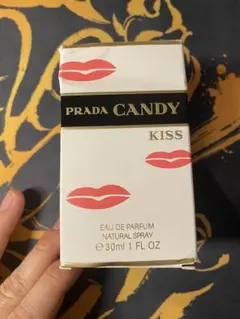 PRADA CANDY
KISS
EAU DE PARFUM
NATURAL SPRAY
℮30ml 1 FL OZ